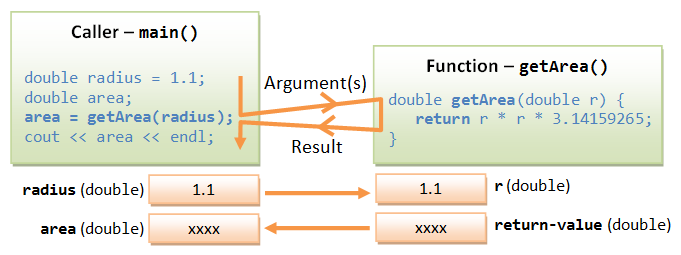 Caller – main()
double radius = 1.1;
double area;
area = getArea(radius);
cout << area << endl;
Argument(s)
Result
Function – getArea()
double getArea(double r) {
return r * r * 3.14159265;
}
radius (double) 1.1 1.1 r (double)
area (double) xxxx xxxx return-value (double)